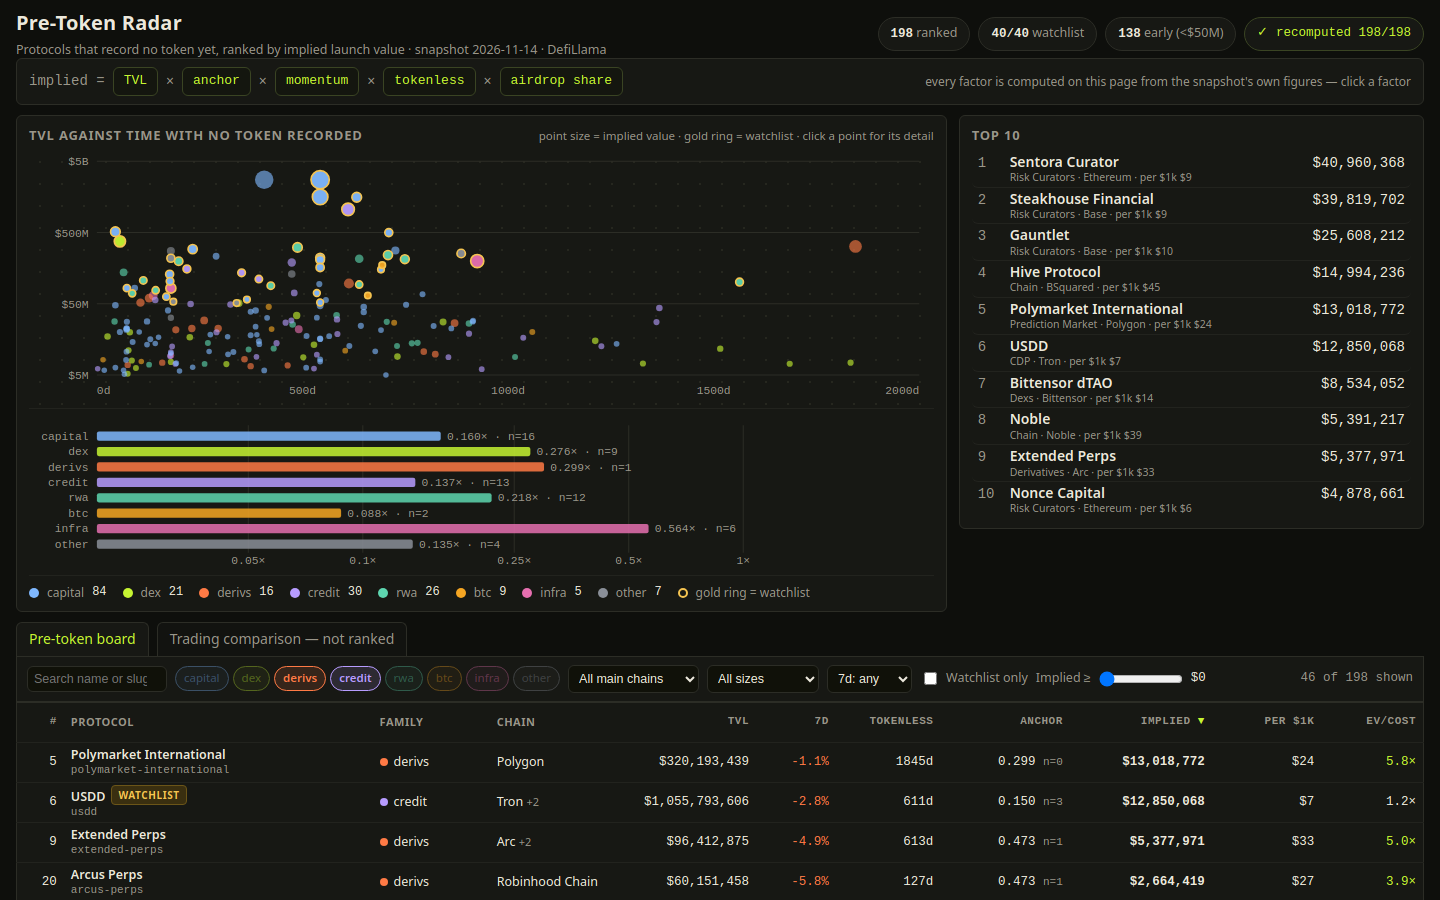 Pre-Token Radar
Protocols that record no token yet, ranked by implied launch value · snapshot 2026-11-14 · DefiLlama
198 ranked
40/40 watchlist
138 early (<$50M)
✓ recomputed 198/198
implied = TVL × anchor × momentum × tokenless × airdrop share
every factor is computed on this page from the snapshot's own figures — click a factor
TVL AGAINST TIME WITH NO TOKEN RECORDED
point size = implied value · gold ring = watchlist · click a point for its detail
$5B
$500M
$50M
$5M
0d 500d 1000d 1500d 2000d
capital 0.160× · n=16
dex 0.276× · n=9
derivs 0.299× · n=1
credit 0.137× · n=13
rwa 0.218× · n=12
btc 0.088× · n=2
infra 0.564× · n=6
other 0.135× · n=4
0.05× 0.1× 0.25× 0.5× 1×
capital 84 dex 21 derivs 16 credit 30 rwa 26 btc 9 infra 5 other 7 gold ring = watchlist
TOP 10
1 Sentora Curator $40,960,368
Risk Curators · Ethereum · per $1k $9
2 Steakhouse Financial $39,819,702
Risk Curators · Base · per $1k $9
3 Gauntlet $25,608,212
Risk Curators · Base · per $1k $10
4 Hive Protocol $14,994,236
Chain · BSquared · per $1k $45
5 Polymarket International $13,018,772
Prediction Market · Polygon · per $1k $24
6 USDD $12,850,068
CDP · Tron · per $1k $7
7 Bittensor dTAO $8,534,052
Dexs · Bittensor · per $1k $14
8 Noble $5,391,217
Chain · Noble · per $1k $39
9 Extended Perps $5,377,971
Derivatives · Arc · per $1k $33
10 Nonce Capital $4,878,661
Risk Curators · Ethereum · per $1k $6
Pre-token board
Trading comparison — not ranked
Search name or slug capital dex derivs credit rwa btc infra other All main chains All sizes 7d: any Watchlist only Implied ≥ $0 46 of 198 shown
# PROTOCOL FAMILY CHAIN TVL 7D TOKENLESS ANCHOR IMPLIED ▼ PER $1K EV/COST
5 Polymarket International derivs Polygon $320,193,439 -1.1% 1845d 0.299 n=0 $13,018,772 $24 5.8×
polymarket-international
6 USDD WATCHLIST credit Tron +2 $1,055,793,606 -2.8% 611d 0.150 n=3 $12,850,068 $7 1.2×
usdd
9 Extended Perps derivs Arc +2 $96,412,875 -4.9% 613d 0.473 n=1 $5,377,971 $33 5.0×
extended-perps
20 Arcus Perps derivs Robinhood Chain $60,151,458 -5.8% 127d 0.473 n=1 $2,664,419 $27 3.9×
arcus-perps